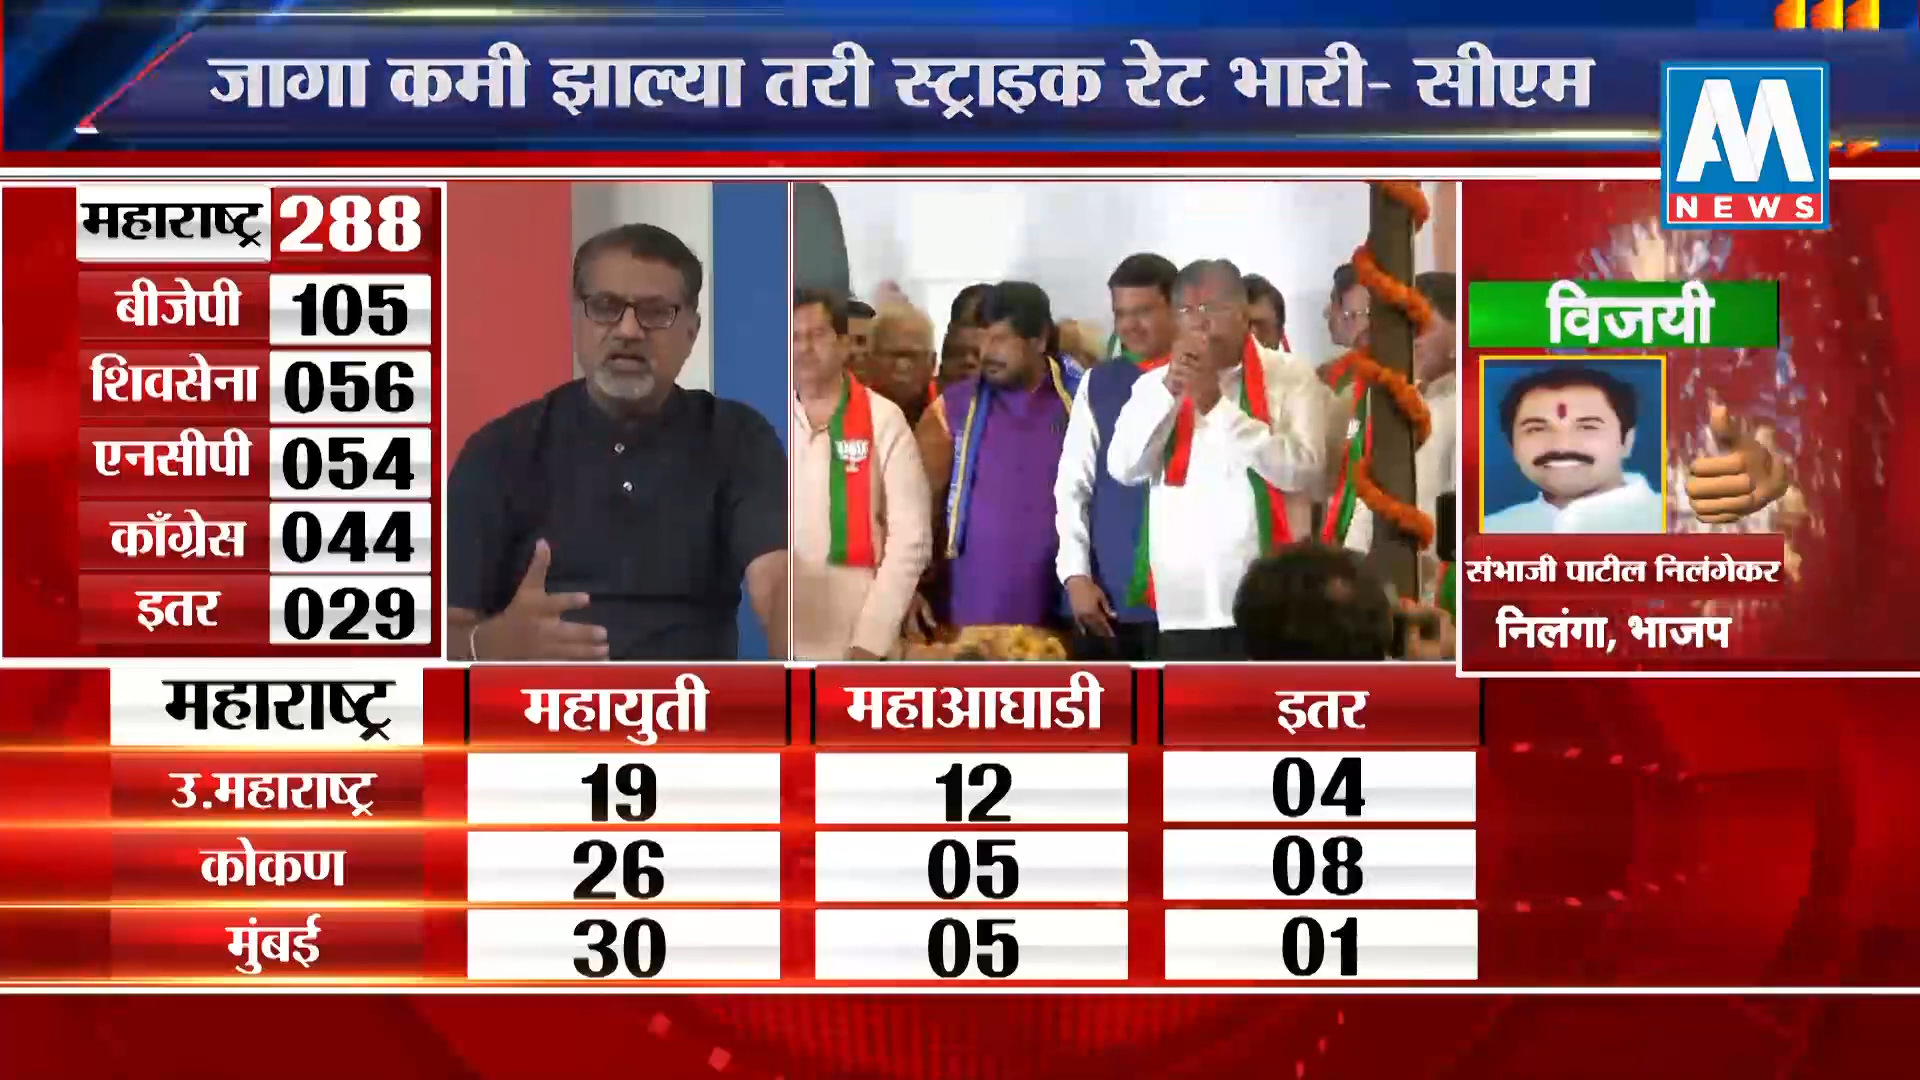 जागा कमी झाल्या तरी स्ट्राइक रेट भारी- सीएम
AM
NEWS
महाराष्ट्र 288
बीजेपी 105
शिवसेना 056
एनसीपी 054
काँग्रेस 044
इतर 029
विजयी
संभाजी पाटील निलंगेकर
निलंगा, भाजप
महाराष्ट्र महायुती महाआघाडी इतर
उ.महाराष्ट्र 19 12 04
कोकण 26 05 08
मुंबई 30 05 01